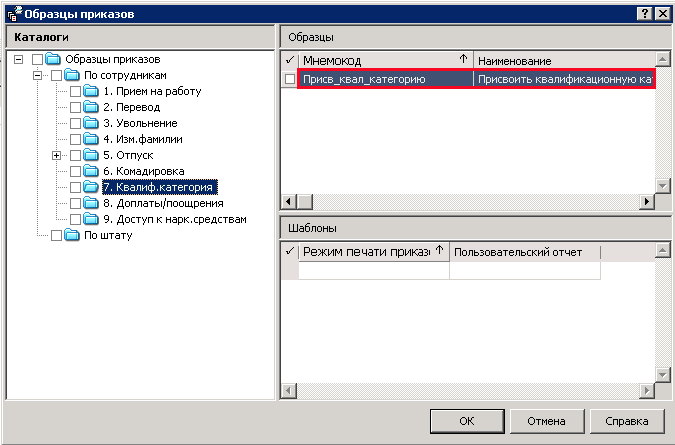 Образцы приказов
Каталоги
Образцы приказов
По сотрудникам
1. Прием на работу
2. Перевод
3. Увольнение
4. Изм.фамилии
5. Отпуск
6. Комадировка
7. Квалиф.категория
8. Доплаты/поощрения
9. Доступ к нарк.средствам
По штату
Образцы
Мнемокод Наименование
Присв_квал_категорию Присвоить квалификационную кат
Шаблоны
Режим печати приказо Пользовательский отчет
ОК Отмена Справка